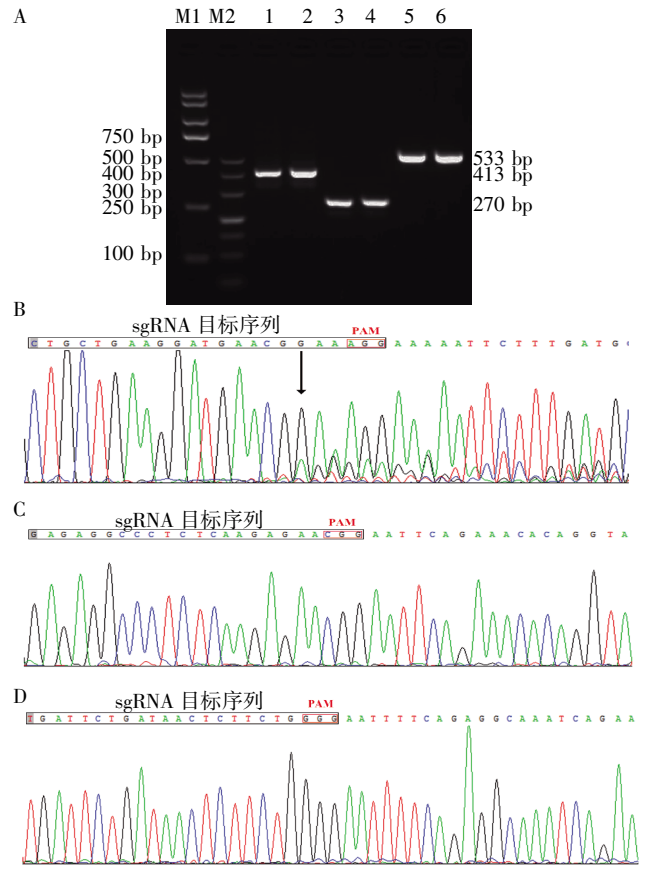 A M1 M2 1 2 3 4 5 6
750 bp
500 bp
400 bp
300 bp
250 bp
100 bp
533 bp
413 bp
270 bp
B
sgRNA 目标序列 PAM
C T G C T G A A G G A T G A A C G G A A A G G A A A A A T T C T T T G A T G
C
sgRNA 目标序列 PAM
G A G A G G C C C T C T C A A G A G A A C G G A A T T C A G A A A C A C A G G T A
D
sgRNA 目标序列 PAM
T G A T T C T G A T A A C T C T T C T G G G G A A T T T T C A G A G G C A A A T C A G A A